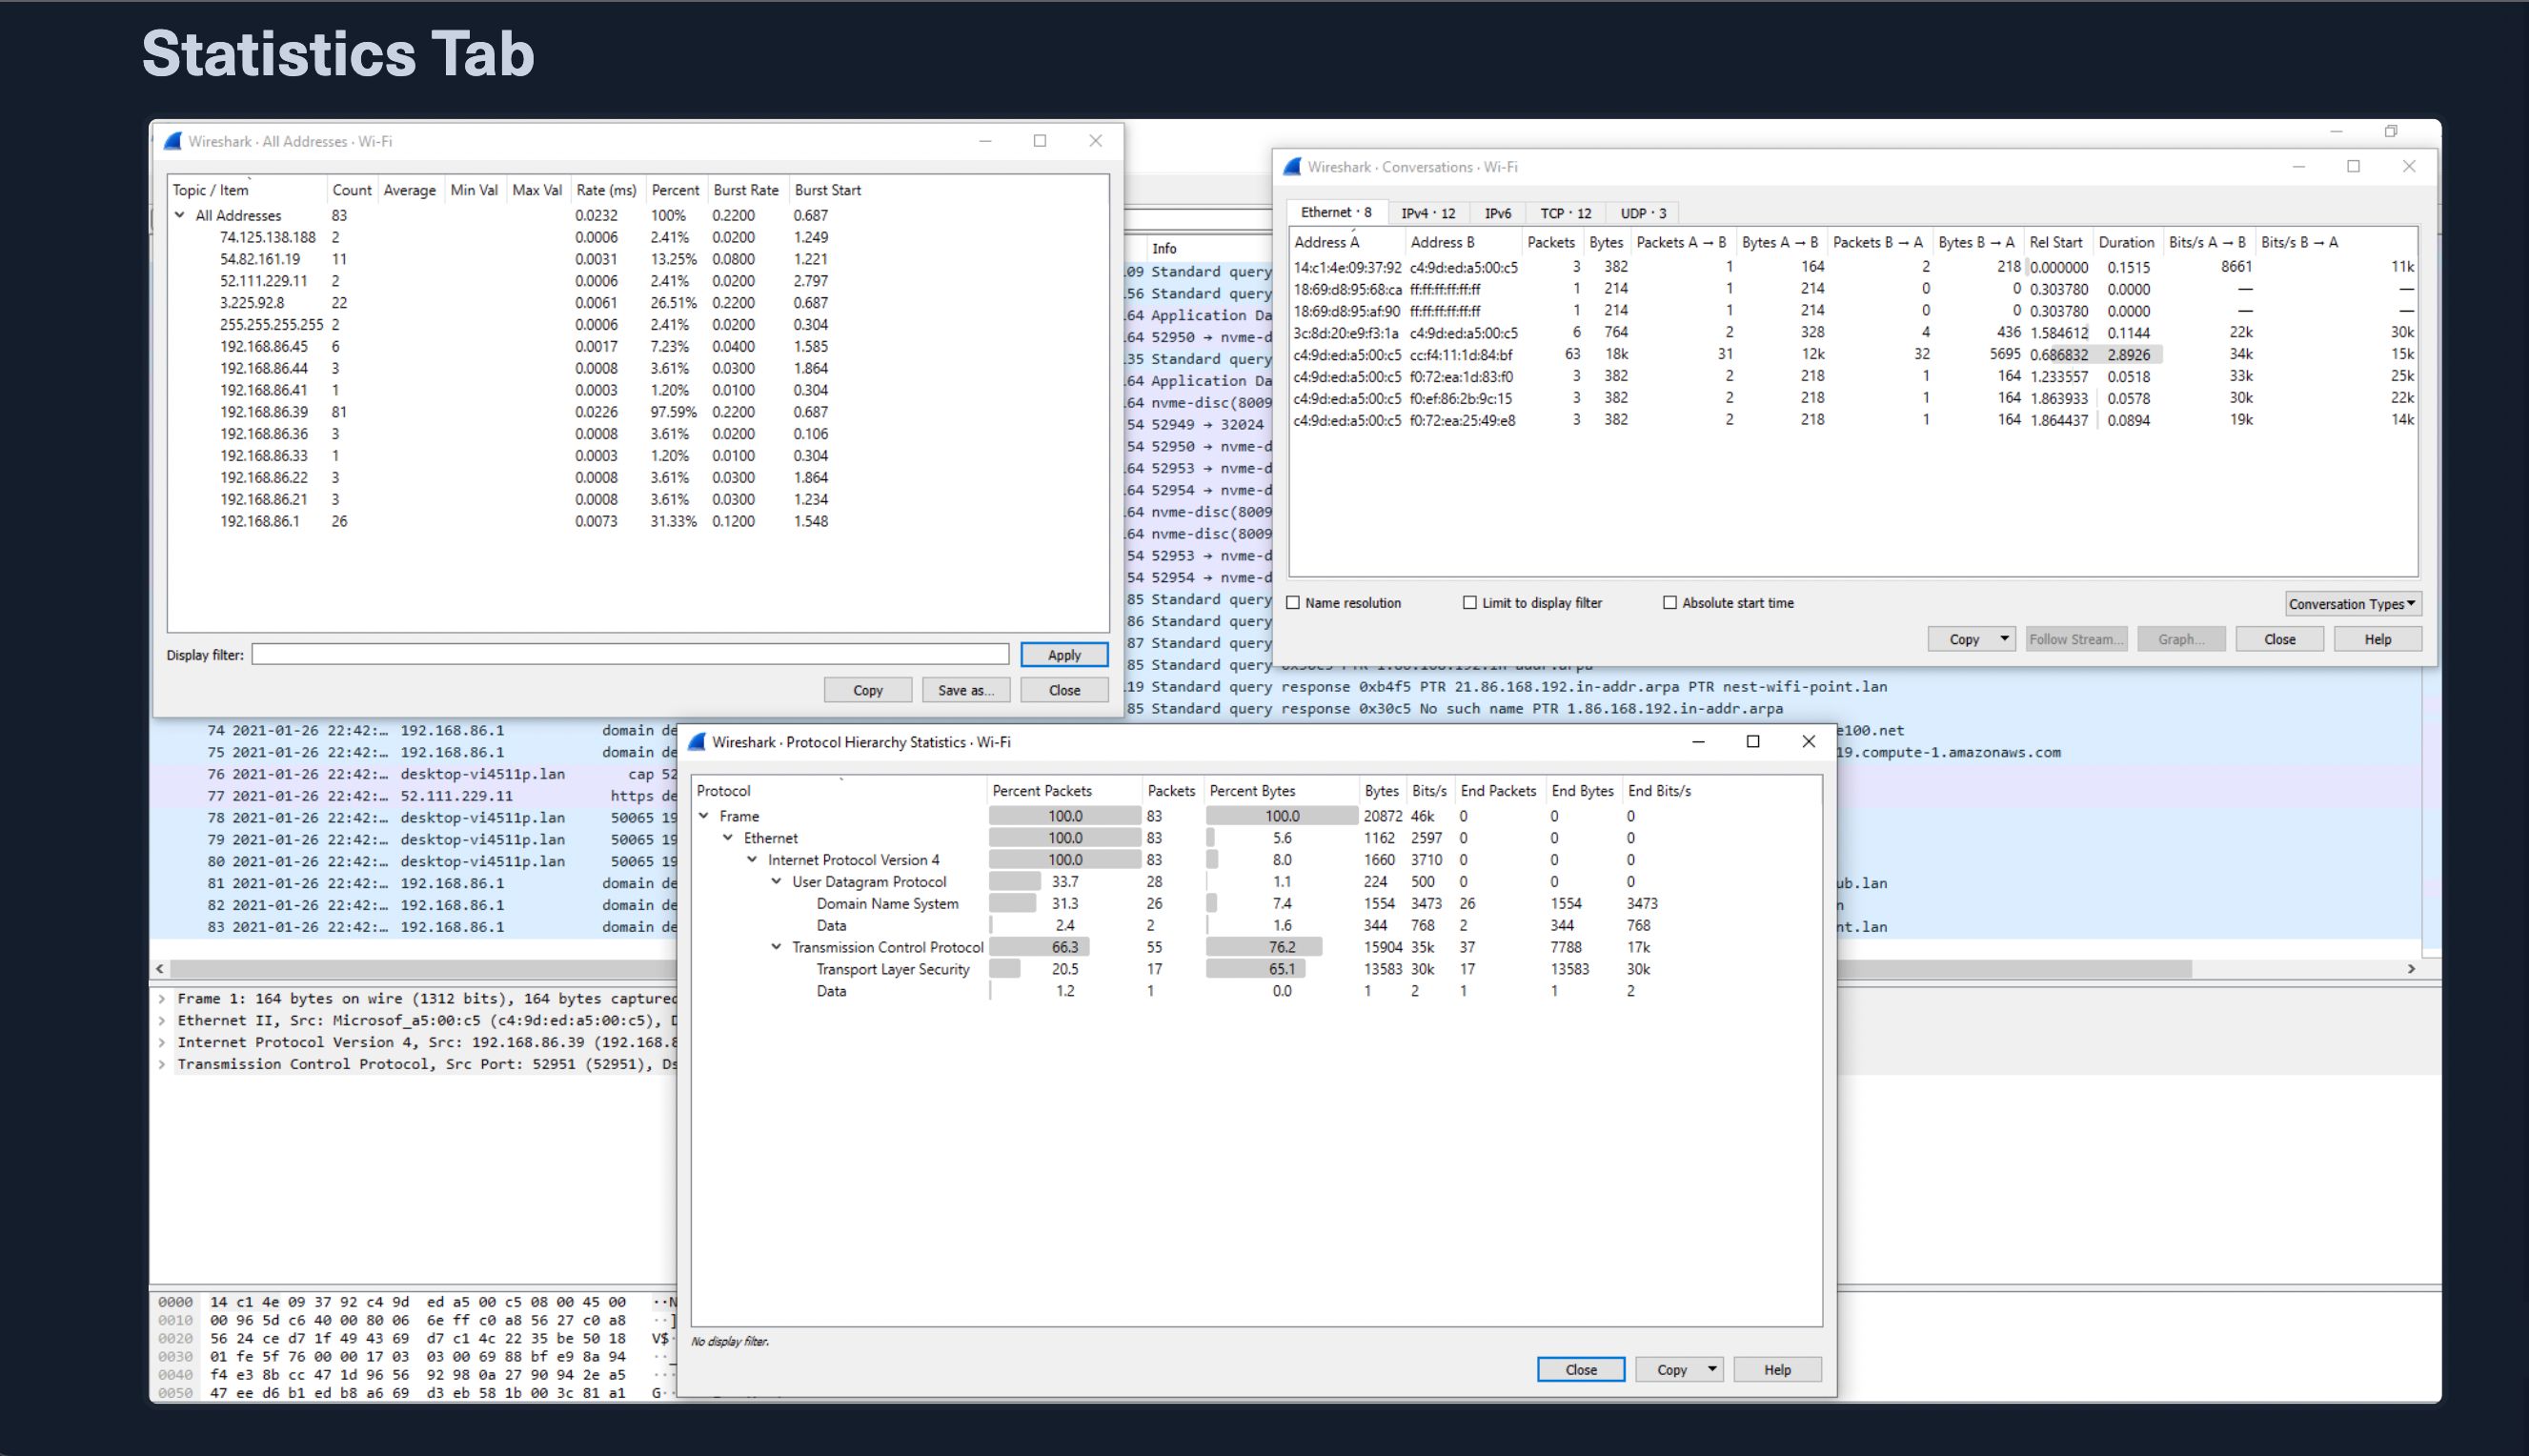 Statistics Tab
Wireshark · All Addresses · Wi-Fi
Topic / Item Count Average Min Val Max Val Rate (ms) Percent Burst Rate Burst Start
All Addresses 83 0.0232 100% 0.2200 0.687
74.125.138.188 2 0.0006 2.41% 0.0200 1.249
54.82.161.19 11 0.0031 13.25% 0.0800 1.221
52.111.229.11 2 0.0006 2.41% 0.0200 2.797
3.225.92.8 22 0.0061 26.51% 0.2200 0.687
255.255.255.255 2 0.0006 2.41% 0.0200 0.304
192.168.86.45 6 0.0017 7.23% 0.0400 1.585
192.168.86.44 3 0.0008 3.61% 0.0300 1.864
192.168.86.41 1 0.0003 1.20% 0.0100 0.304
192.168.86.39 81 0.0226 97.59% 0.2200 0.687
192.168.86.36 3 0.0008 3.61% 0.0200 0.106
192.168.86.33 1 0.0003 1.20% 0.0100 0.304
192.168.86.22 3 0.0008 3.61% 0.0300 1.864
192.168.86.21 3 0.0008 3.61% 0.0300 1.234
192.168.86.1 26 0.0073 31.33% 0.1200 1.548
Display filter:
Apply
Copy Save as... Close
Info
.09 Standard query
.56 Standard query
.64 Application Da
.64 52950 → nvme-d
.35 Standard query
.64 Application Da
.64 nvme-disc(8009
54 52949 → 32024
54 52950 → nvme-d
.64 52953 → nvme-d
.64 52954 → nvme-d
.64 nvme-disc(8009
.64 nvme-disc(8009
54 52953 → nvme-d
54 52954 → nvme-d
85 Standard query
86 Standard query
87 Standard query
85 Standard query
.19 Standard query response 0xb4f5 PTR 21.86.168.192.in-addr.arpa PTR nest-wifi-point.lan
85 Standard query response 0x30c5 No such name PTR 1.86.168.192.in-addr.arpa
Wireshark · Conversations · Wi-Fi
Ethernet · 8 IPv4 · 12 IPv6 TCP · 12 UDP · 3
Address A Address B Packets Bytes Packets A → B Bytes A → B Packets B → A Bytes B → A Rel Start Duration Bits/s A → B Bits/s B → A
14:c1:4e:09:37:92 c4:9d:ed:a5:00:c5 3 382 1 164 2 218 0.000000 0.1515 8661 11k
18:69:d8:95:68:ca ff:ff:ff:ff:ff:ff 1 214 1 214 0 0 0.303780 0.0000 — —
18:69:d8:95:af:90 ff:ff:ff:ff:ff:ff 1 214 1 214 0 0 0.303780 0.0000 — —
3c:8d:20:e9:f3:1a c4:9d:ed:a5:00:c5 6 764 2 328 4 436 1.584612 0.1144 22k 30k
c4:9d:ed:a5:00:c5 cc:f4:11:1d:84:bf 63 18k 31 12k 32 5695 0.686832 2.8926 34k 15k
c4:9d:ed:a5:00:c5 f0:72:ea:1d:83:f0 3 382 2 218 1 164 1.233557 0.0518 33k 25k
c4:9d:ed:a5:00:c5 f0:ef:86:2b:9c:15 3 382 2 218 1 164 1.863933 0.0578 30k 22k
c4:9d:ed:a5:00:c5 f0:72:ea:25:49:e8 3 382 2 218 1 164 1.864437 0.0894 19k 14k
Name resolution Limit to display filter Absolute start time Conversation Types
Copy Follow Stream... Graph... Close Help
74 2021-01-26 22:42:… 192.168.86.1 domain de
75 2021-01-26 22:42:… 192.168.86.1 domain de
76 2021-01-26 22:42:… desktop-vi4511p.lan cap 52
77 2021-01-26 22:42:… 52.111.229.11 https de
78 2021-01-26 22:42:… desktop-vi4511p.lan 50065 19
79 2021-01-26 22:42:… desktop-vi4511p.lan 50065 19
80 2021-01-26 22:42:… desktop-vi4511p.lan 50065 19
81 2021-01-26 22:42:… 192.168.86.1 domain de
82 2021-01-26 22:42:… 192.168.86.1 domain de
83 2021-01-26 22:42:… 192.168.86.1 domain de
e100.net
19.compute-1.amazonaws.com
ub.lan
n
nt.lan
Wireshark · Protocol Hierarchy Statistics · Wi-Fi
Protocol Percent Packets Packets Percent Bytes Bytes Bits/s End Packets End Bytes End Bits/s
Frame 100.0 83 100.0 20872 46k 0 0 0
Ethernet 100.0 83 5.6 1162 2597 0 0 0
Internet Protocol Version 4 100.0 83 8.0 1660 3710 0 0 0
User Datagram Protocol 33.7 28 1.1 224 500 0 0 0
Domain Name System 31.3 26 7.4 1554 3473 26 1554 3473
Data 2.4 2 1.6 344 768 2 344 768
Transmission Control Protocol 66.3 55 76.2 15904 35k 37 7788 17k
Transport Layer Security 20.5 17 65.1 13583 30k 17 13583 30k
Data 1.2 1 0.0 1 2 1 1 2
No display filter.
Close Copy Help
Frame 1: 164 bytes on wire (1312 bits), 164 bytes captured
Ethernet II, Src: Microsof_a5:00:c5 (c4:9d:ed:a5:00:c5), D
Internet Protocol Version 4, Src: 192.168.86.39 (192.168.8
Transmission Control Protocol, Src Port: 52951 (52951), Ds
0000 14 c1 4e 09 37 92 c4 9d ed a5 00 c5 08 00 45 00 ··N
0010 00 96 5d c6 40 00 80 06 6e ff c0 a8 56 27 c0 a8 ··]
0020 56 24 ce d7 1f 49 43 69 d7 c1 4c 22 35 be 50 18 V$·
0030 01 fe 5f 76 00 00 17 03 03 00 69 88 bf e9 8a 94 ··_
0040 f4 e3 8b cc 47 1d 96 56 92 98 0a 27 90 94 2e a5 ···
0050 47 ee d6 b1 ed b8 a6 69 d3 eb 58 1b 00 3c 81 a1 G··